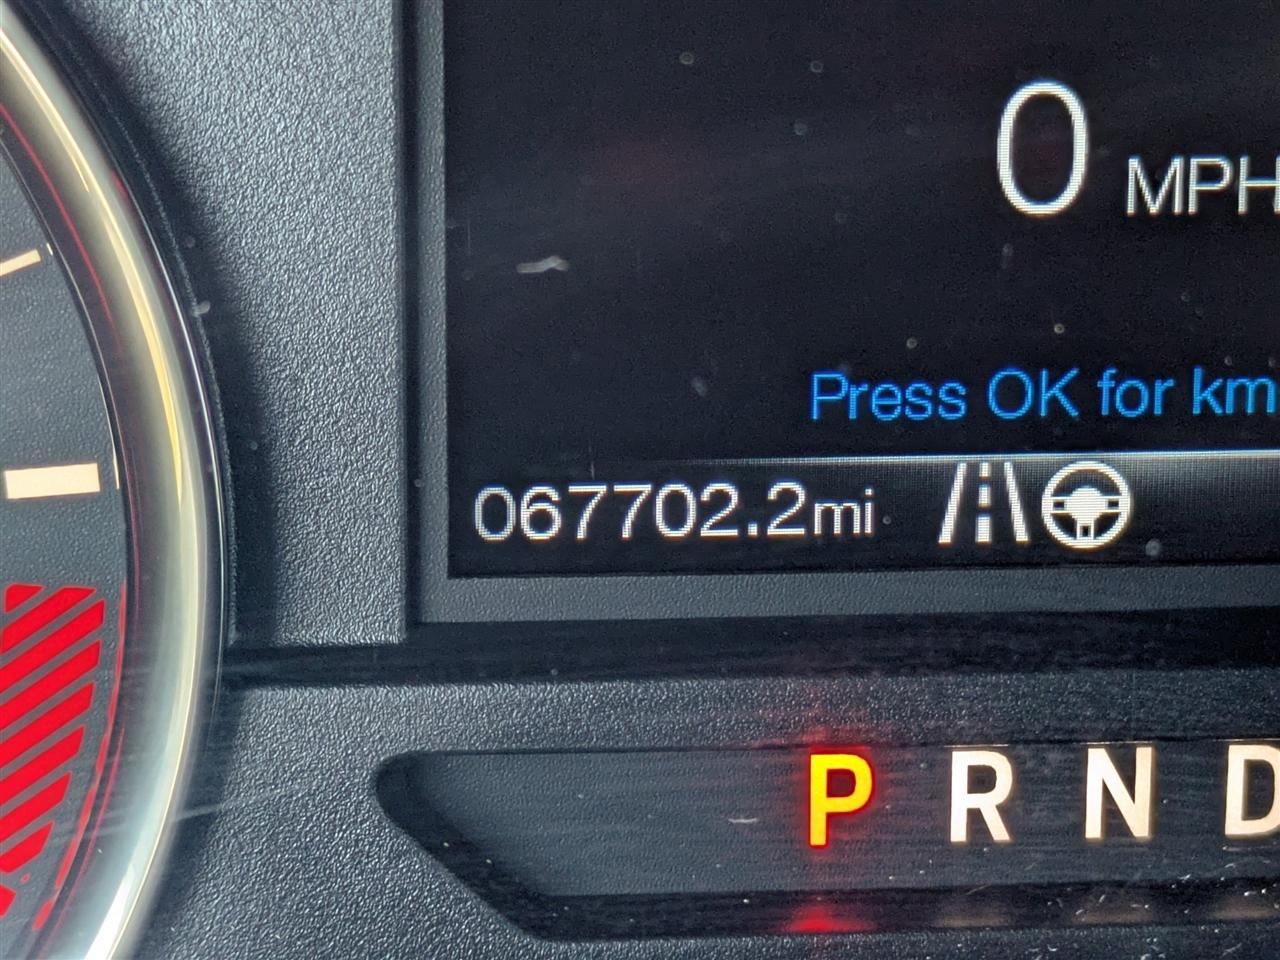 0 MPH
Press OK for km
067702.2mi
P R N D